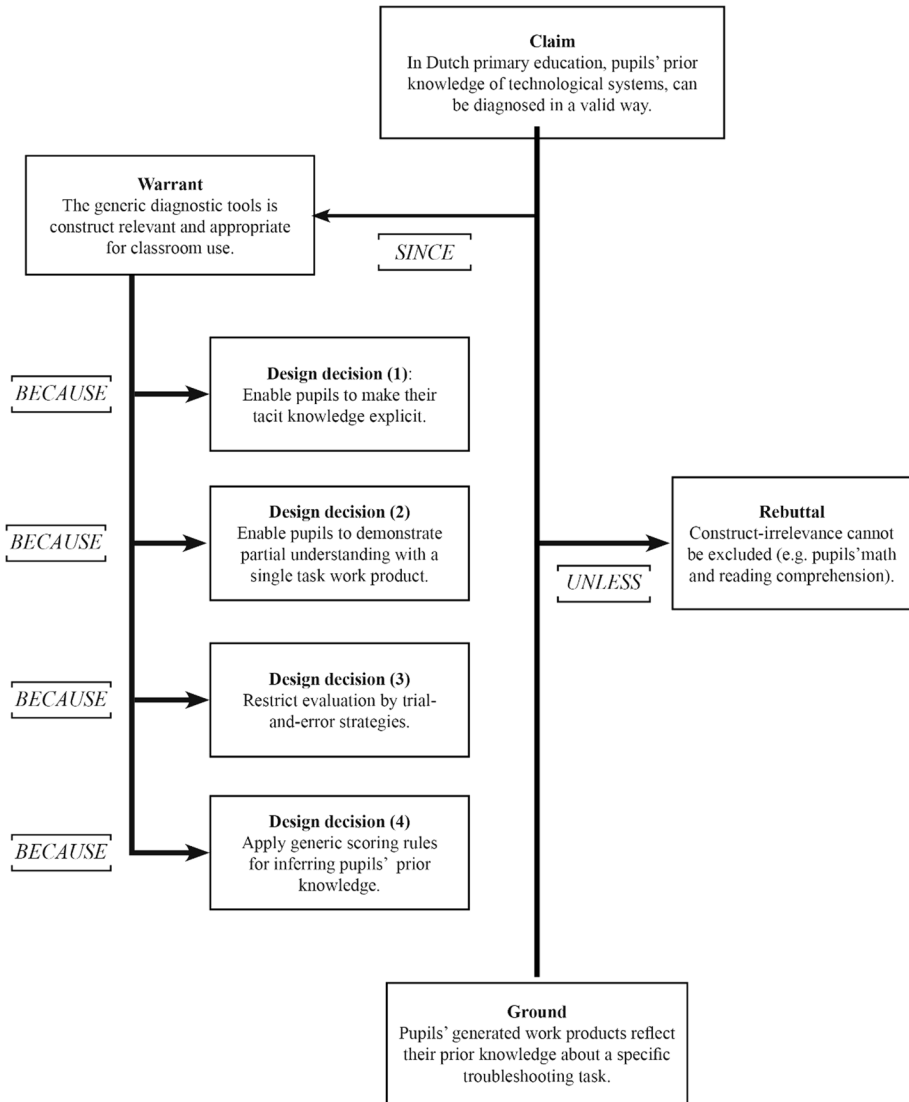 Claim
In Dutch primary education, pupils' prior
knowledge of technological systems, can
be diagnosed in a valid way.
Warrant
The generic diagnostic tools is
construct relevant and appropriate
for classroom use.
SINCE
BECAUSE
Design decision (1):
Enable pupils to make their
tacit knowledge explicit.
BECAUSE
Design decision (2)
Enable pupils to demonstrate
partial understanding with a
single task work product.
Rebuttal
Construct-irrelevance cannot
be excluded (e.g. pupils'math
and reading comprehension).
UNLESS
BECAUSE
Design decision (3)
Restrict evaluation by trial-
and-error strategies.
BECAUSE
Design decision (4)
Apply generic scoring rules
for inferring pupils' prior
knowledge.
Ground
Pupils' generated work products reflect
their prior knowledge about a specific
troubleshooting task.